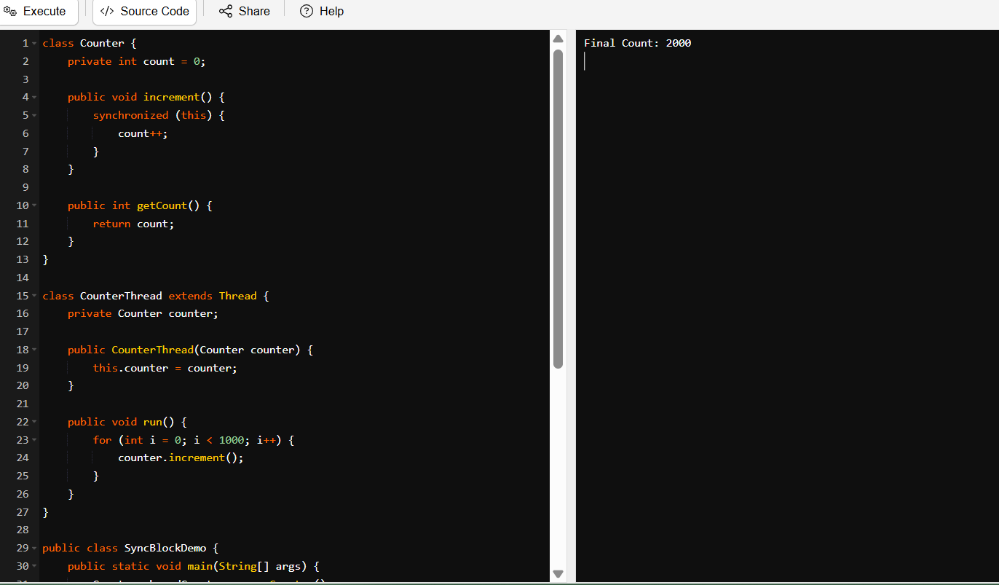 Execute
</> Source Code
Share
Help
1 class Counter {
2     private int count = 0;
3
4     public void increment() {
5         synchronized (this) {
6             count++;
7         }
8     }
9
10     public int getCount() {
11         return count;
12     }
13 }
14
15 class CounterThread extends Thread {
16     private Counter counter;
17
18     public CounterThread(Counter counter) {
19         this.counter = counter;
20     }
21
22     public void run() {
23         for (int i = 0; i < 1000; i++) {
24             counter.increment();
25         }
26     }
27 }
28
29 public class SyncBlockDemo {
30     public static void main(String[] args) {
Final Count: 2000